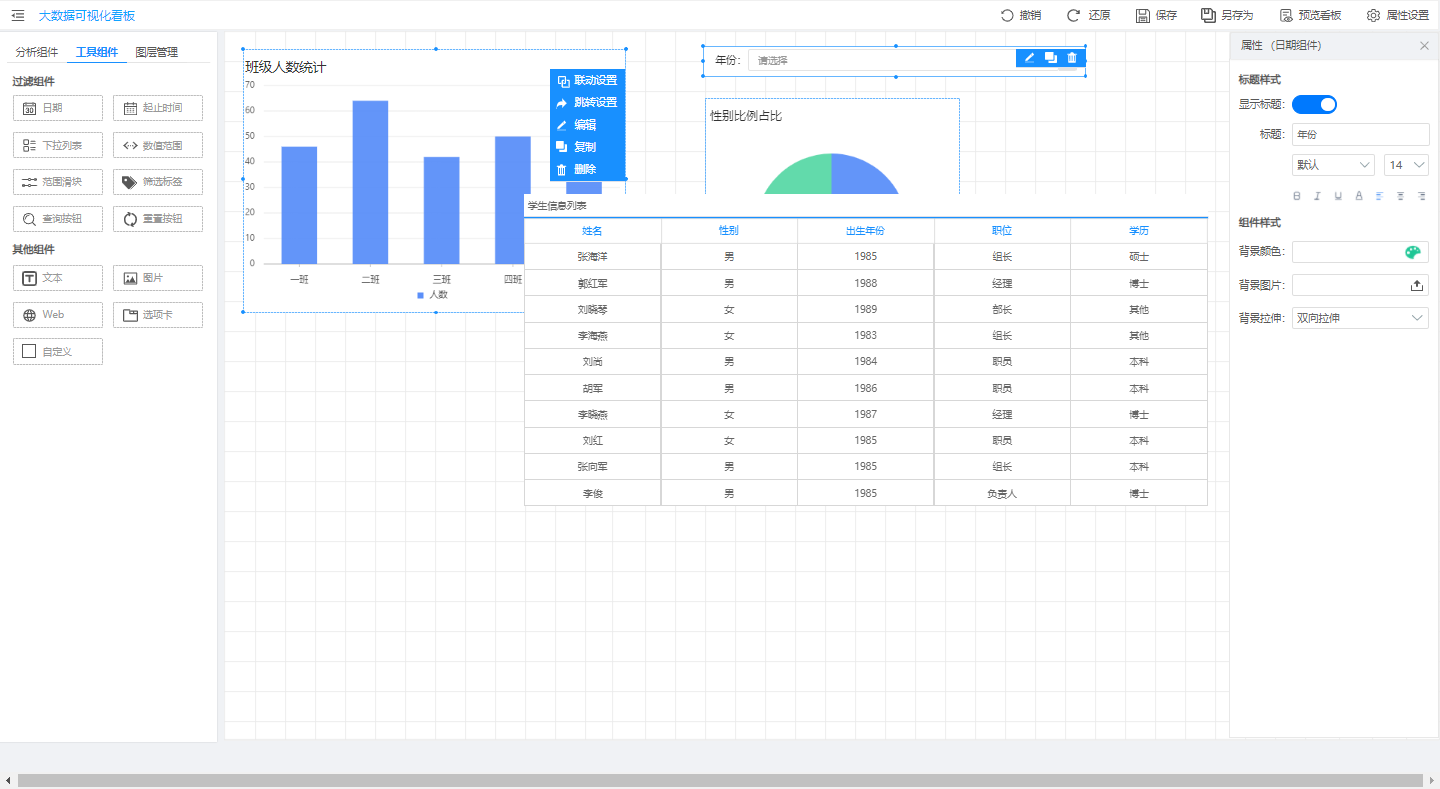 大数据可视化看板
撤销 还原 保存 另存为 预览看板 属性设置
分析组件 工具组件 图层管理
过滤组件
日期 起止时间
下拉列表 数值范围
范围滑块 筛选标签
查询按钮 重置按钮
其他组件
文本 图片
Web 选项卡
自定义
班级人数统计
70
60
50
40
30
20
10
0
一班 二班 三班 四班
人数
联动设置
跳转设置
编辑
复制
删除
年份: 请选择
性别比例占比
学生信息列表
姓名 性别 出生年份 职位 学历
张海洋 男 1985 组长 硕士
郭红军 男 1988 经理 博士
刘晓琴 女 1989 部长 其他
李海燕 女 1983 组长 其他
刘尚 男 1984 职员 本科
胡军 男 1986 职员 本科
李晓燕 女 1987 经理 博士
刘红 女 1985 职员 本科
张向军 男 1985 组长 本科
李俊 男 1985 负责人 博士
属性 (日期组件)
标题样式
显示标题:
标题: 年份
默认 14
B I U A
组件样式
背景颜色:
背景图片:
背景拉伸: 双向拉伸